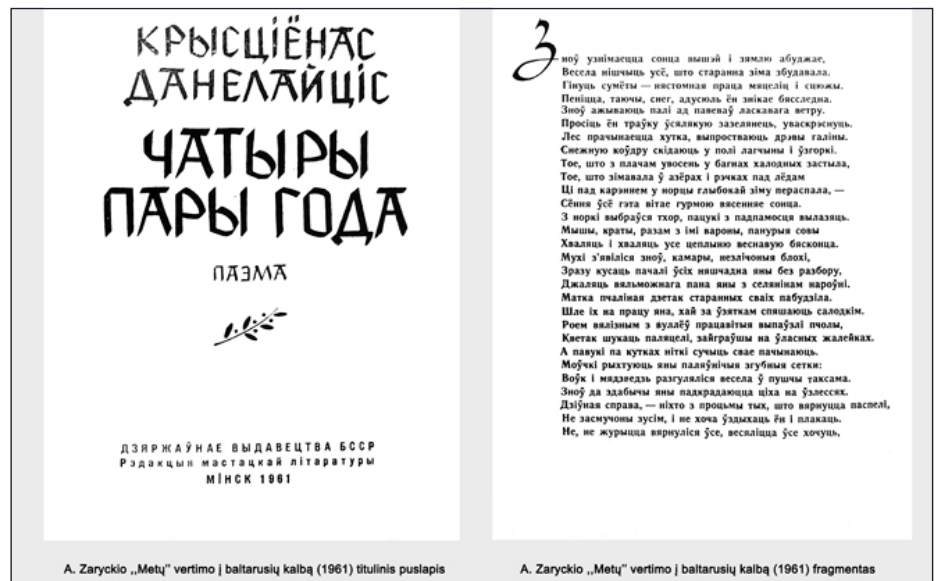 КРЫСЦІЁНАС
ДАНЕЛАЙЦІС
ЧАТЫРЫ
ПАРЫ ГОДА
ПАЭМА
ДЗЯРЖАЎНАЕ ВЫДАВЕЦТВА БССР
Рэдакцыя мастацкай літаратуры
МІНСК 1961
A. Zaryckio „Metų” vertimo į baltarusių kalbą (1961) titulinis puslapis
Зноў узнімаецца сонца вышэй і зямлю абуджае,
Весела нішчыць усё, што старанна зіма збудавала.
Гінуць сумёты — нястомная праца мяцеліц і сцюжы.
Пеніцца, таючы, снег, адусюль ён знікае бясследна.
Зноў ажываюць палі ад павеваў ласкавага ветру.
Просіць ён траўку ўсялякую зазелянець, уваскрэснуць.
Лес прачынаецца хутка, выпростваюць дрэвы галіны.
Снежную коўдру скідаюць у полі лагчыны і ўзгоркі.
Тое, што з плачам увосень у багнах халодных застыла,
Тое, што зімавала ў азёрах і рэчках пад лёдам
Ці пад карэннем у норцы глыбокай зіму пераспала, —
Сёння ўсё гэта вітае гурмою вясенняе сонца.
З норкі выбраўся тхор, пацукі з падпамосця вылазяць.
Мышы, краты, разам з імі вароны, панурыя совы
Хваляць і хваляць усе цеплыню веснавую бясконца.
Мухі з'явіліся зноў, камары, незлічоныя блохі,
Зразу кусаць пачалі ўсіх няшчадна яны без разбору,
Джаляць вяльможнага пана яны з селянінам нароўні.
Матка пчаліная дзетак старанных сваіх пабудзіла.
Шле іх на працу яна, хай за ўзяткам спяшаюць салодкім.
Роем вялізным з вуллёў працавітыя выпаўзлі пчолы,
Кветак шукаць паляцелі, зайграўшы на ўласных жалейках.
А павукі па кутках ніткі сучыць свае пачынаюць.
Моўчкі рыхтуюць яны паляўнічыя згубныя сетки:
Воўк і мядзведзь разгуляліся весела ў пушчы таксама.
Зноў да здабычы яны падкрадаюцца ціха на ўзлессях.
Дзіўная справа, — ніхто з процьмы тых, што вярнуцца паспелі,
Не засмучоны зусім, і не хоча ўздыхаць ён і плакаць.
Не, не журыцца вярнуліся ўсе, весяліцца ўсе хочуць,
A. Zaryckio „Metų” vertimo į baltarusių kalbą (1961) fragmentas